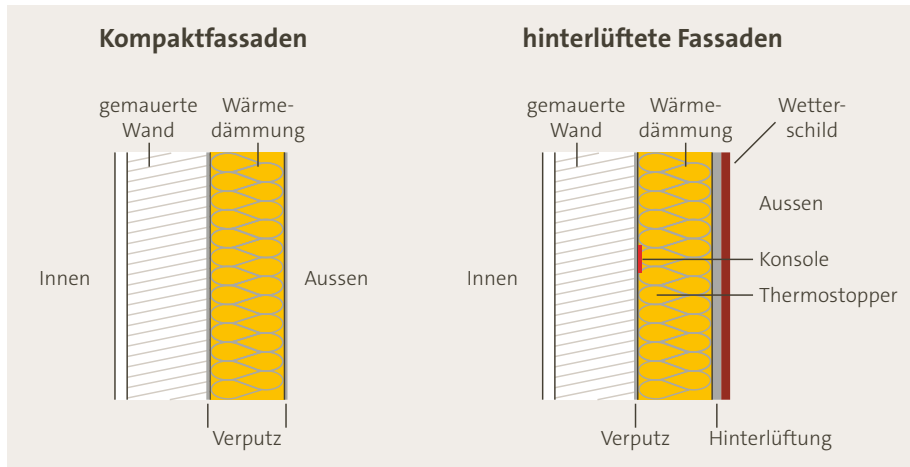 Kompaktfassaden
gemauerte
Wand
Wärme-
dämmung
Innen
Aussen
Verputz
hinterlüftete Fassaden
gemauerte
Wand
Wärme-
dämmung
Wetter-
schild
Aussen
Innen
Konsole
Thermostopper
Verputz
Hinterlüftung